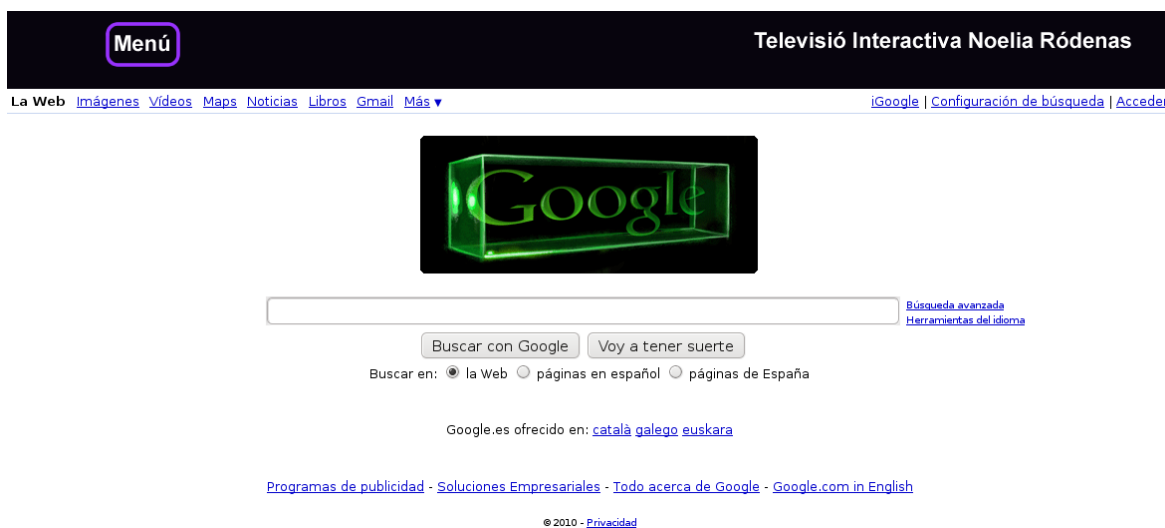 Menú
Televisió Interactiva Noelia Ródenas
La Web Imágenes Vídeos Maps Noticias Libros Gmail Más ▼ iGoogle | Configuración de búsqueda | Acceder
Google
Búsqueda avanzada
Herramientas del idioma
Buscar con Google Voy a tener suerte
Buscar en: la Web páginas en español páginas de España
Google.es ofrecido en: català galego euskara
Programas de publicidad - Soluciones Empresariales - Todo acerca de Google - Google.com in English
© 2010 - Privacidad